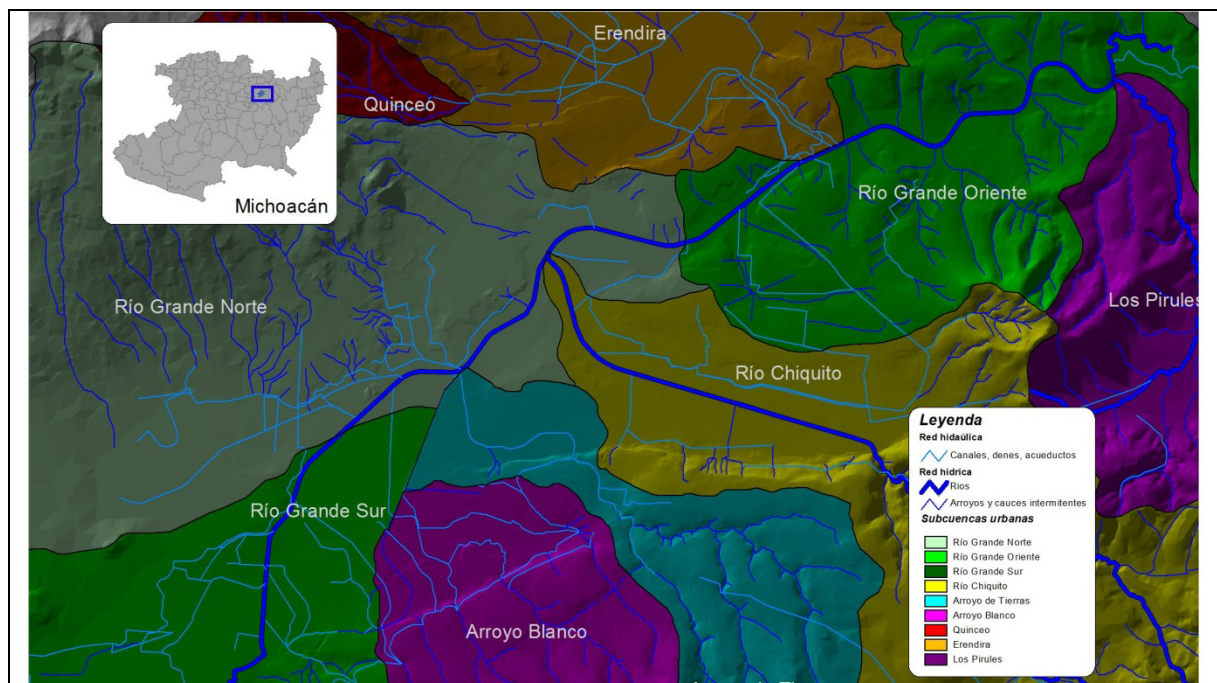 Erendira
Quinceo
Michoacán
Río Grande Oriente
Río Grande Norte
Los Pirules
Río Chiquito
Río Grande Sur
Arroyo Blanco
Leyenda
Red hidaúlica
Canales, denes, acueductos
Red hídrica
Rios
Arroyos y cauces intermitentes
Subcuencas urbanas
Río Grande Norte
Río Grande Oriente
Río Grande Sur
Río Chiquito
Arroyo de Tierras
Arroyo Blanco
Quinceo
Erendira
Los Pirules